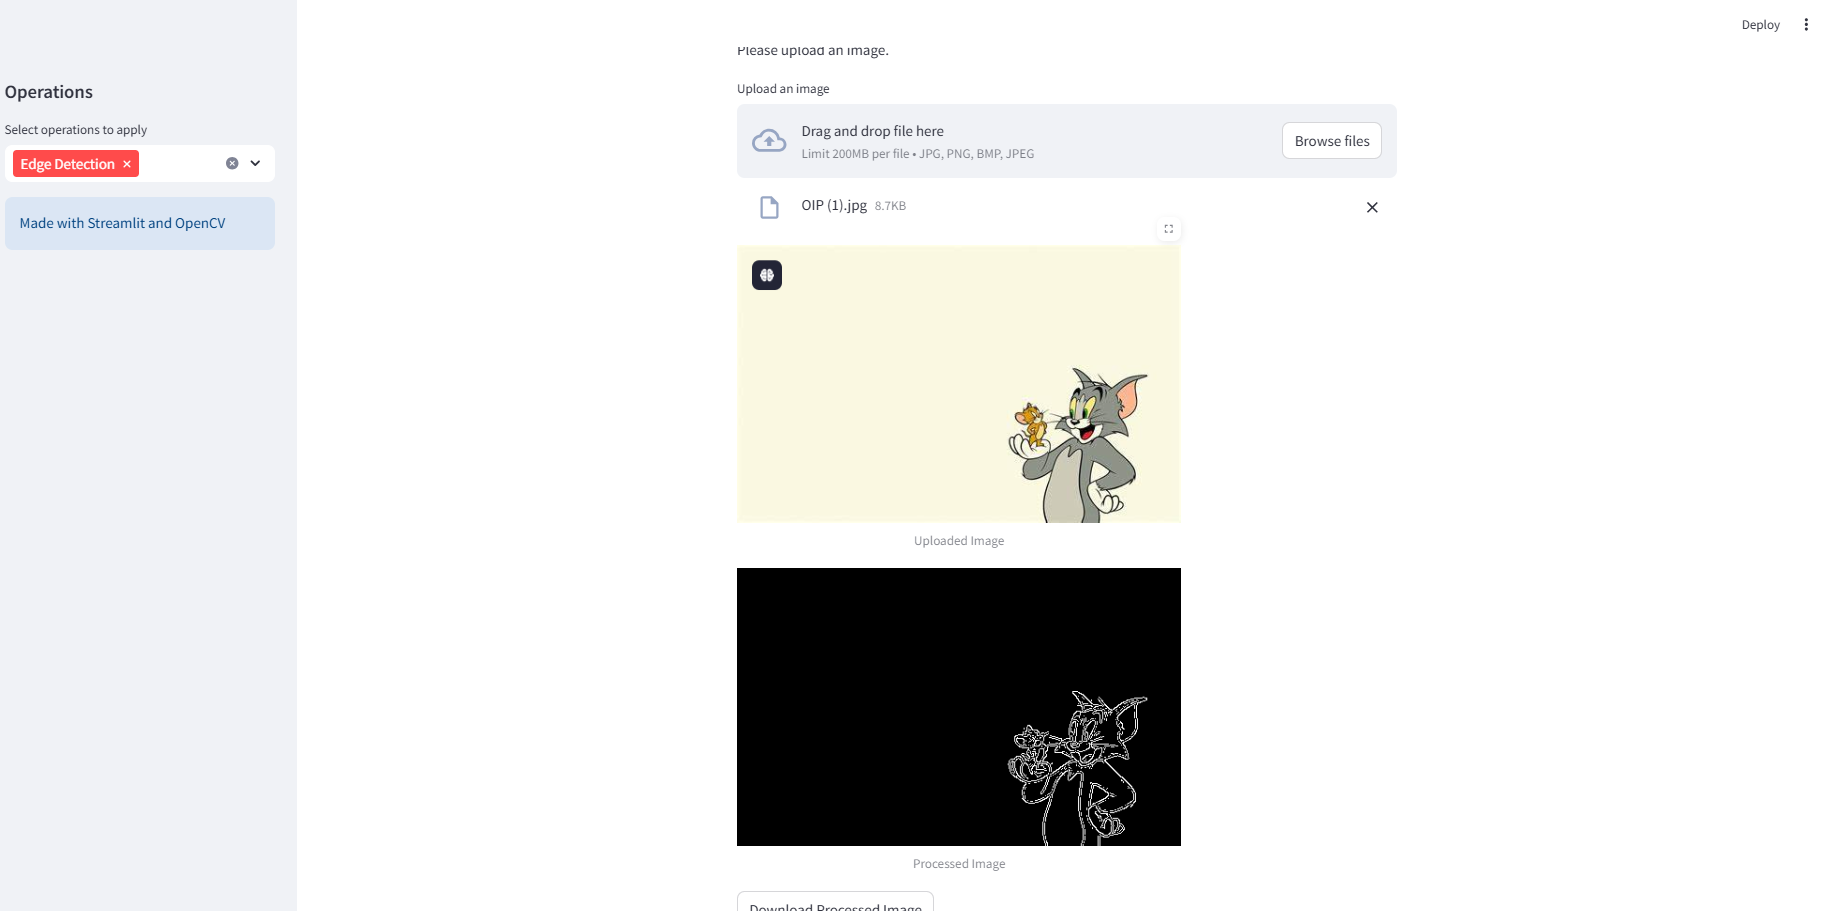 Deploy
Operations
Select operations to apply
Edge Detection ×
Made with Streamlit and OpenCV
Please upload an image.
Upload an image
Drag and drop file here
Limit 200MB per file • JPG, PNG, BMP, JPEG
Browse files
OIP (1).jpg 8.7KB
Uploaded Image
Processed Image
Download Processed Image